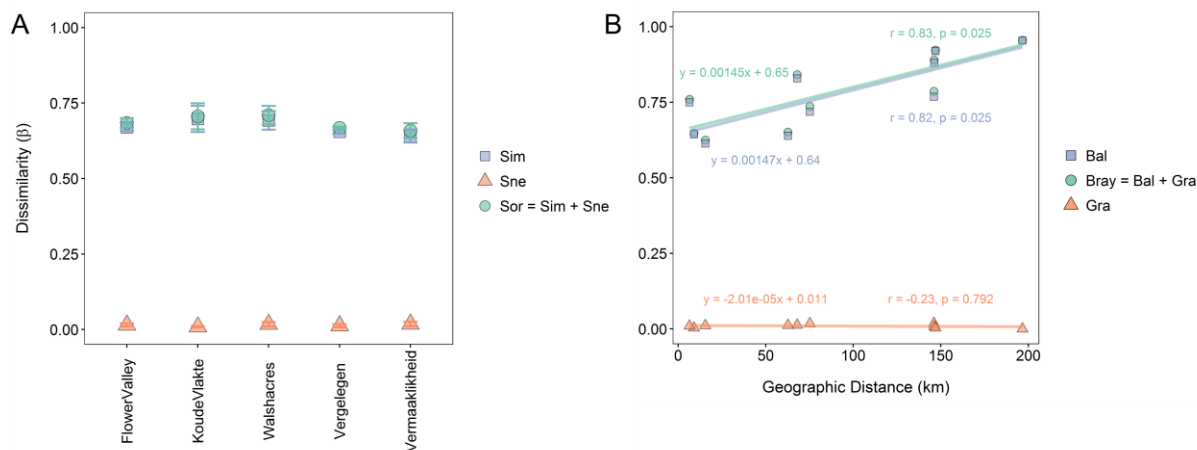 A
1.00
0.75
0.50
0.25
0.00
Dissimilarity (β)
FlowerValley
KoudeVlakte
Walshacres
Vergelegen
Vermaaklikheid
Sim
Sne
Sor = Sim + Sne
B
1.00
0.75
0.50
0.25
0.00
r = 0.83, p = 0.025
y = 0.00145x + 0.65
r = 0.82, p = 0.025
y = 0.00147x + 0.64
y = -2.01e-05x + 0.011
r = -0.23, p = 0.792
0
50
100
150
200
Geographic Distance (km)
Bal
Bray = Bal + Gra
Gra